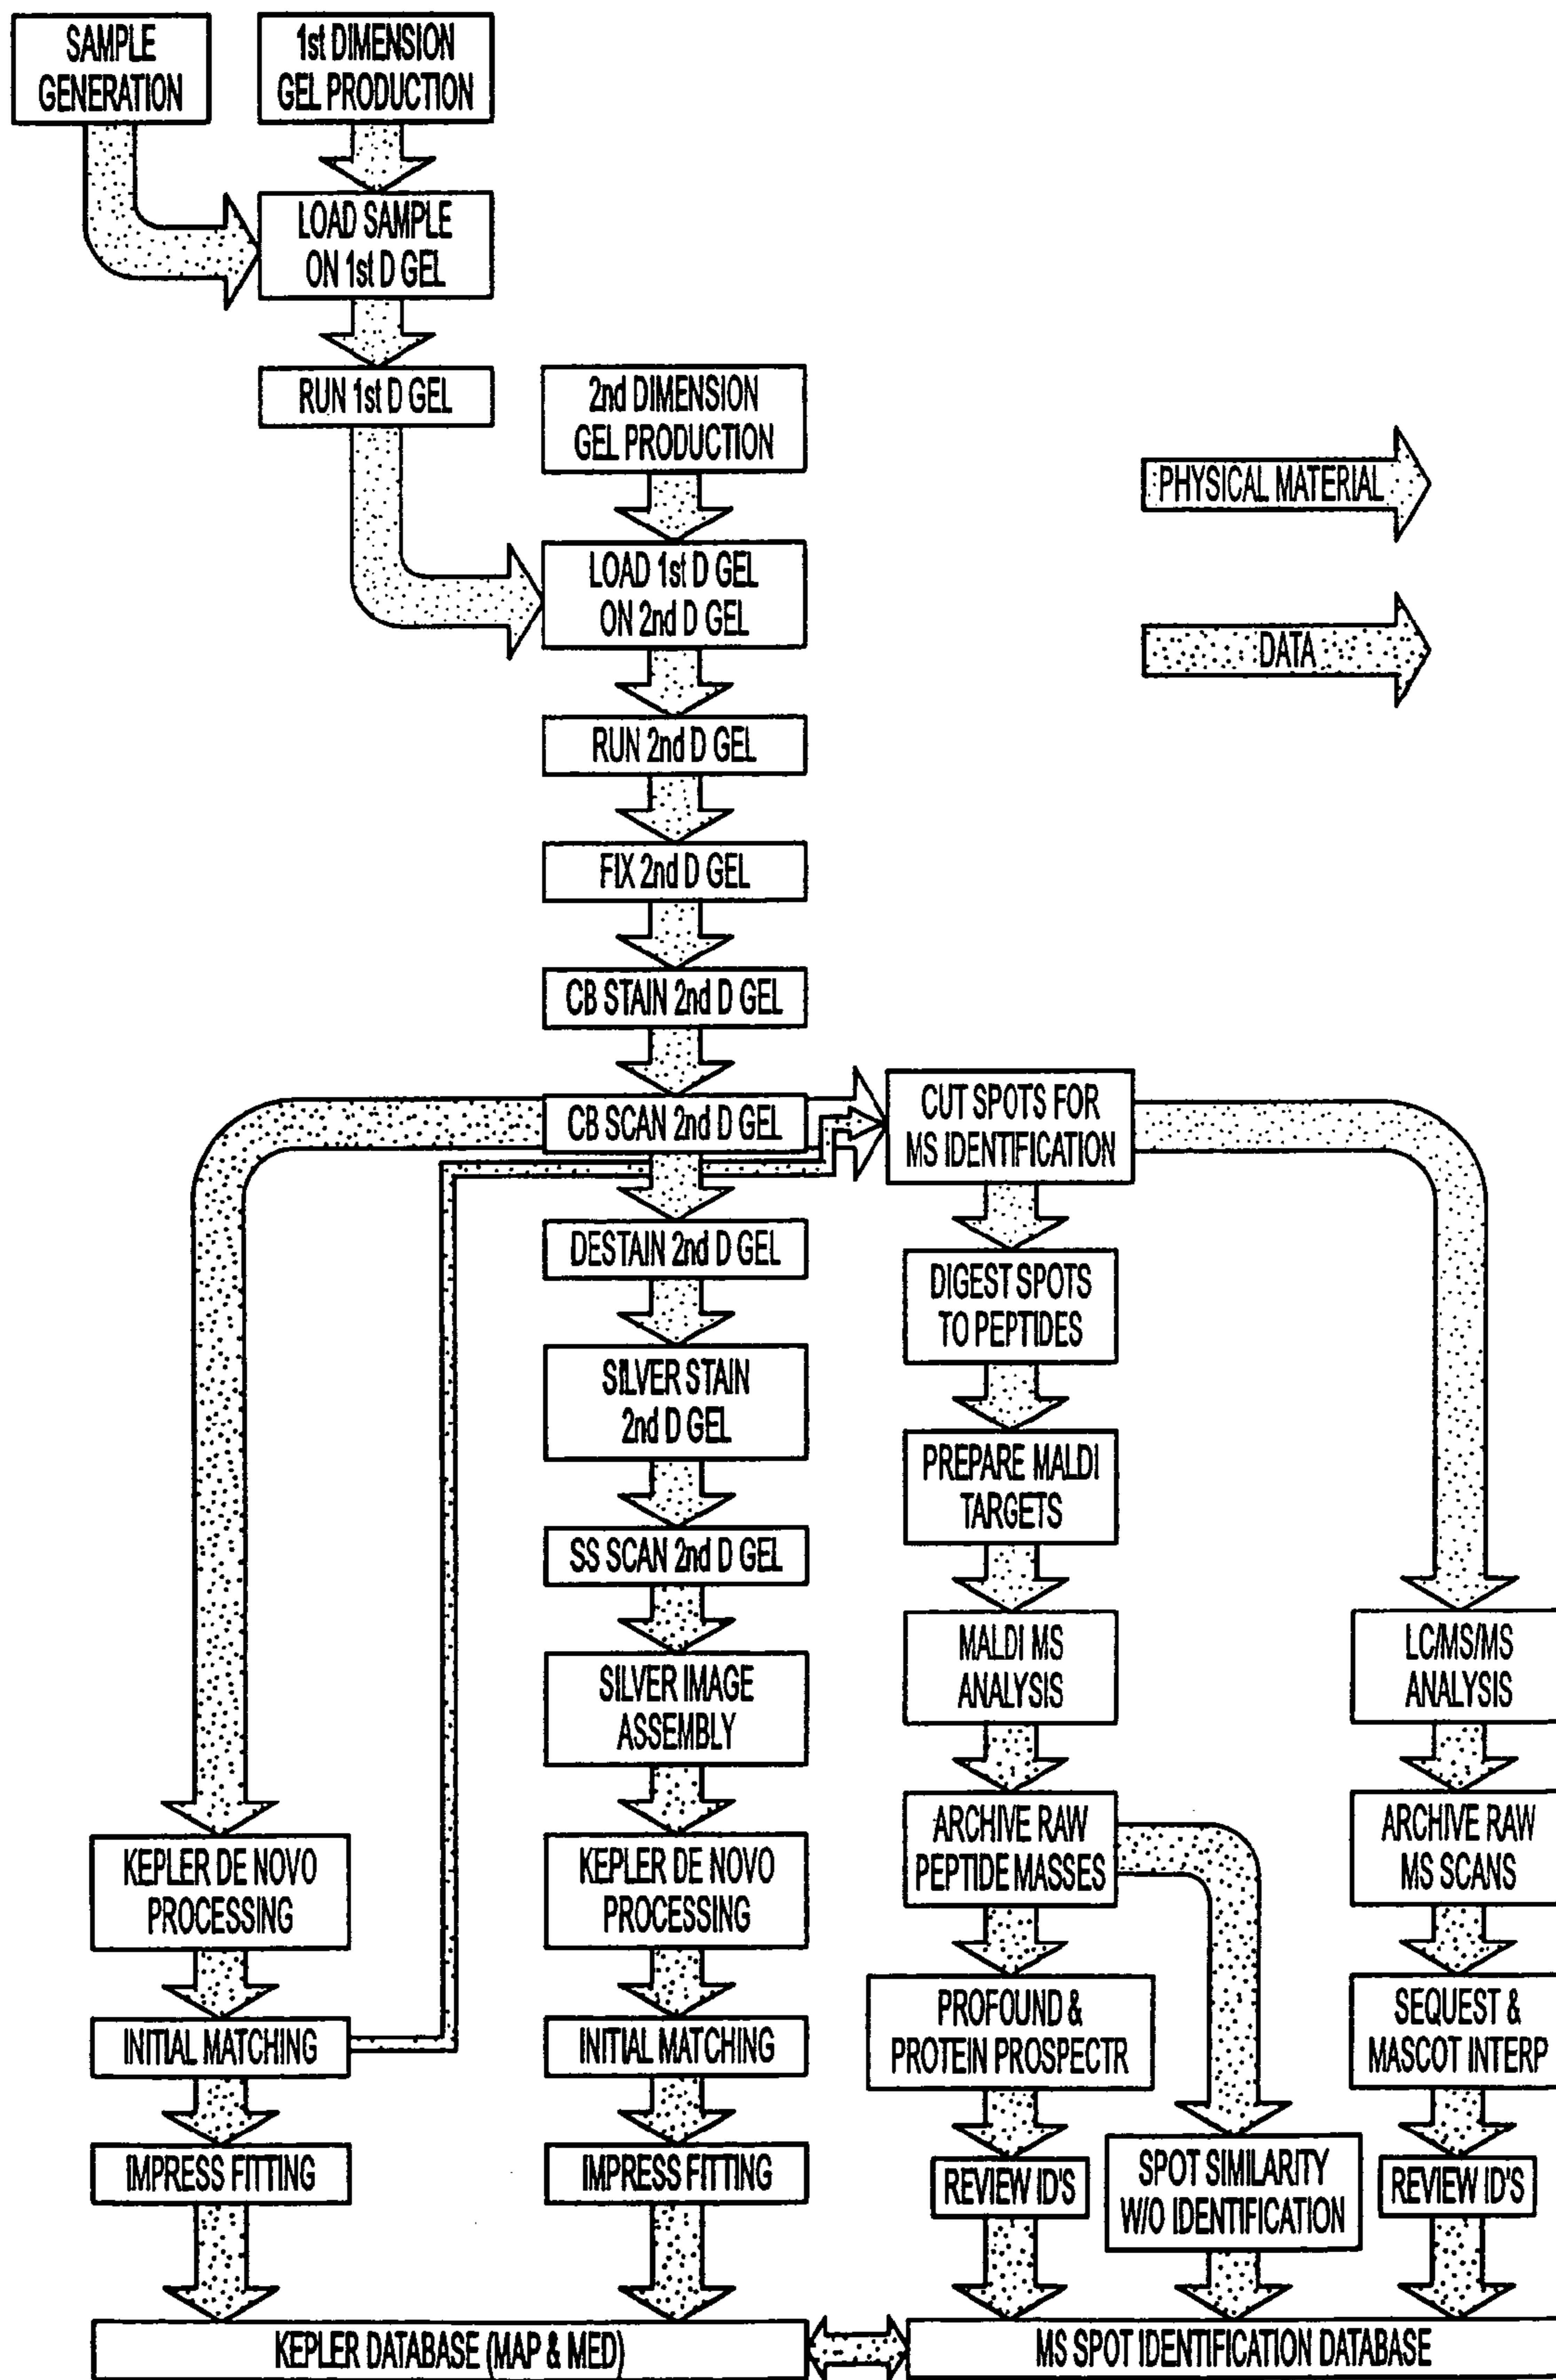 SAMPLE
GENERATION
1st DIMENSION
GEL PRODUCTION
LOAD SAMPLE
ON 1st D GEL
RUN 1st D GEL
2nd DIMENSION
GEL PRODUCTION
PHYSICAL MATERIAL
LOAD 1st D GEL
ON 2nd D GEL
DATA
RUN 2nd D GEL
FIX 2nd D GEL
CB STAIN 2nd D GEL
CB SCAN 2nd D GEL
CUT SPOTS FOR
MS IDENTIFICATION
DESTAIN 2nd D GEL
DIGEST SPOTS
TO PEPTIDES
SILVER STAIN
2nd D GEL
PREPARE MALDI
TARGETS
SS SCAN 2nd D GEL
MALDI MS
ANALYSIS
LC/MS/MS
ANALYSIS
SILVER IMAGE
ASSEMBLY
ARCHIVE RAW
PEPTIDE MASSES
ARCHIVE RAW
MS SCANS
KEPLER DE NOVO
PROCESSING
KEPLER DE NOVO
PROCESSING
PROFOUND &
PROTEIN PROSPECTR
SEQUEST &
MASCOT INTERP
INITIAL MATCHING
INITIAL MATCHING
IMPRESS FITTING
IMPRESS FITTING
REVIEW ID'S
SPOT SIMILARITY
W/O IDENTIFICATION
REVIEW ID'S
KEPLER DATABASE (MAP & MED)
MS SPOT IDENTIFICATION DATABASE